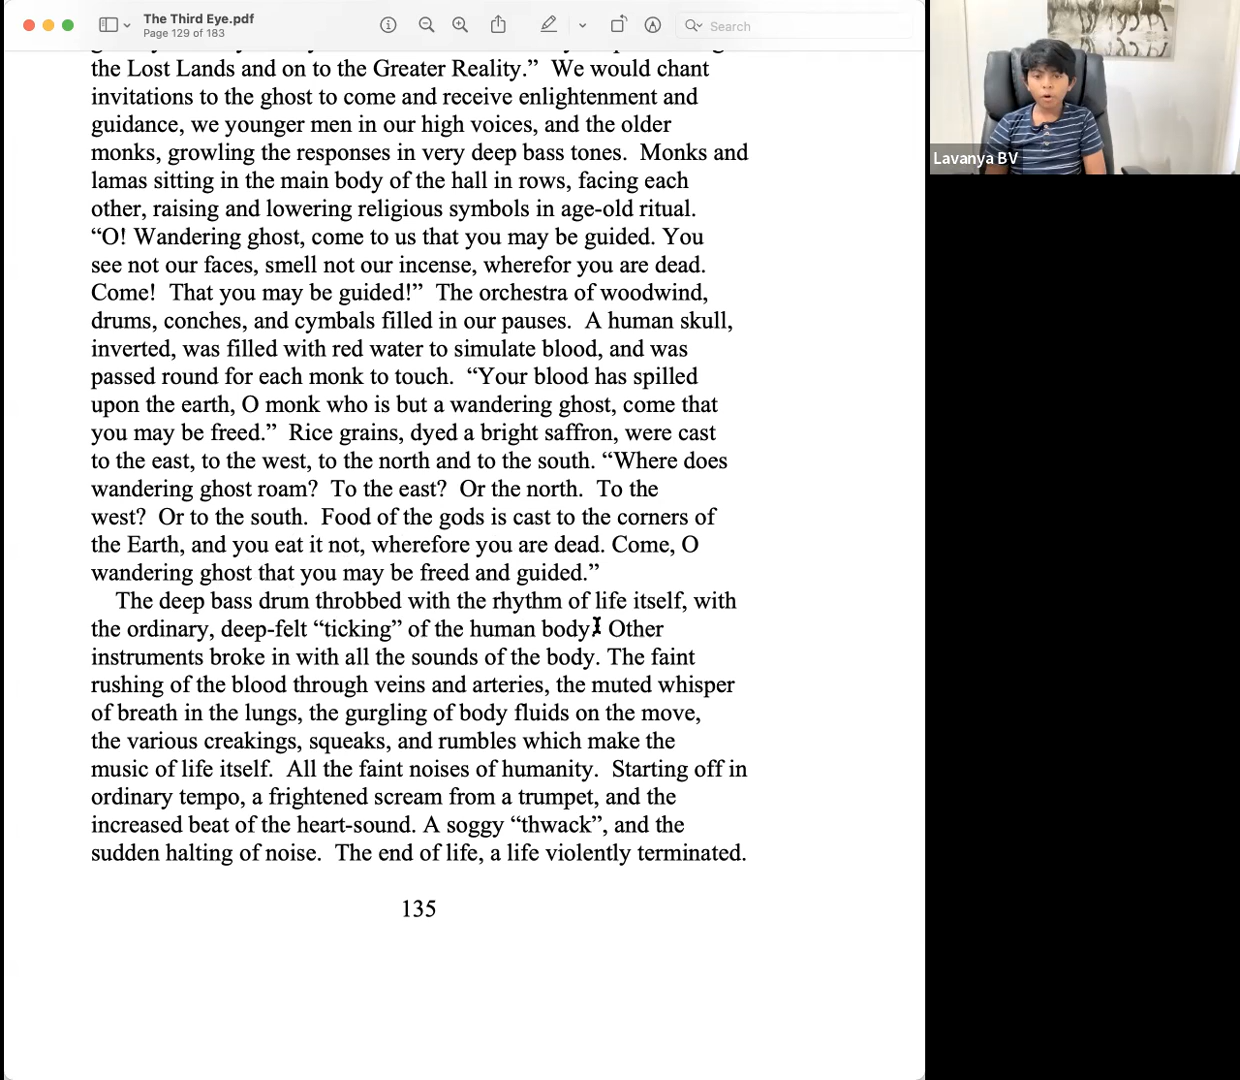 The Third Eye.pdf
Page 129 of 183
Search
the Lost Lands and on to the Greater Reality.” We would chant
invitations to the ghost to come and receive enlightenment and
guidance, we younger men in our high voices, and the older
monks, growling the responses in very deep bass tones. Monks and
lamas sitting in the main body of the hall in rows, facing each
other, raising and lowering religious symbols in age-old ritual.
“O! Wandering ghost, come to us that you may be guided. You
see not our faces, smell not our incense, wherefor you are dead.
Come! That you may be guided!” The orchestra of woodwind,
drums, conches, and cymbals filled in our pauses. A human skull,
inverted, was filled with red water to simulate blood, and was
passed round for each monk to touch. “Your blood has spilled
upon the earth, O monk who is but a wandering ghost, come that
you may be freed.” Rice grains, dyed a bright saffron, were cast
to the east, to the west, to the north and to the south. “Where does
wandering ghost roam? To the east? Or the north. To the
west? Or to the south. Food of the gods is cast to the corners of
the Earth, and you eat it not, wherefore you are dead. Come, O
wandering ghost that you may be freed and guided.”
The deep bass drum throbbed with the rhythm of life itself, with
the ordinary, deep-felt “ticking” of the human body. Other
instruments broke in with all the sounds of the body. The faint
rushing of the blood through veins and arteries, the muted whisper
of breath in the lungs, the gurgling of body fluids on the move,
the various creakings, squeaks, and rumbles which make the
music of life itself. All the faint noises of humanity. Starting off in
ordinary tempo, a frightened scream from a trumpet, and the
increased beat of the heart-sound. A soggy “thwack”, and the
sudden halting of noise. The end of life, a life violently terminated.
135
Lavanya BV